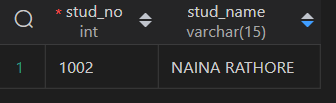 * stud_no stud_name
int varchar(15)
1 1002 NAINA RATHORE